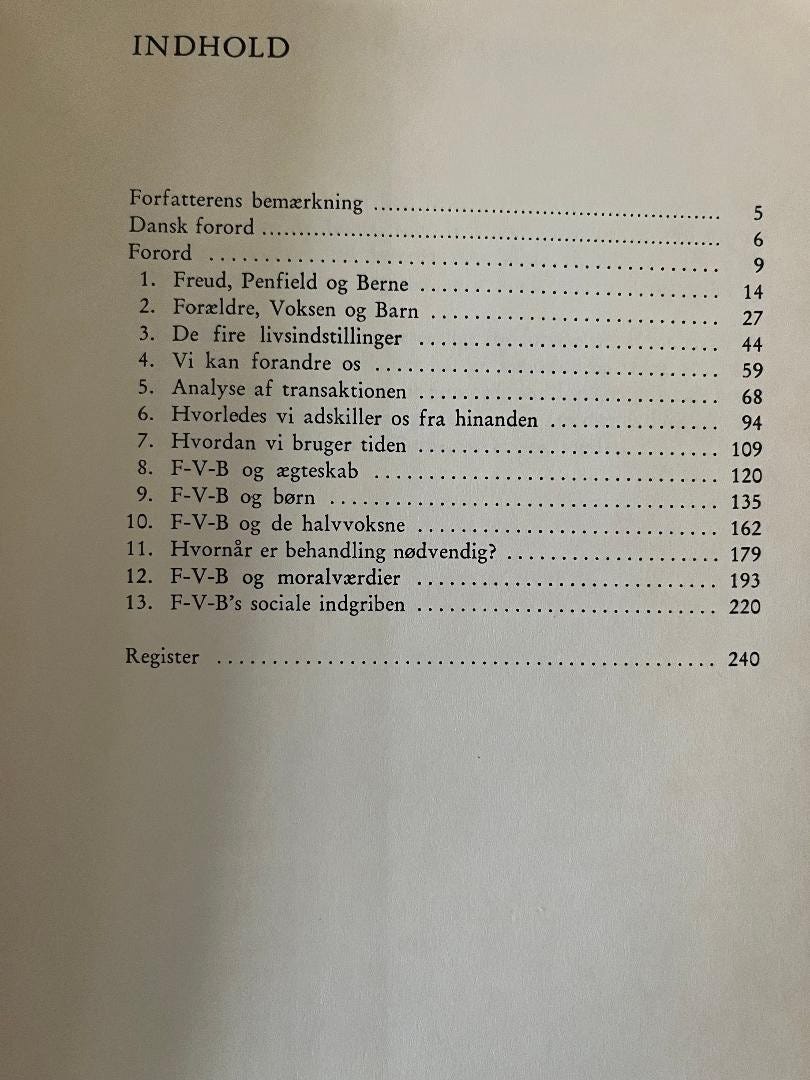 INDHOLD
Forfatterens bemærkning ........................................... 5
Dansk forord ........................................... 6
Forord ........................................... 9
1. Freud, Penfield og Berne ...................... 14
2. Forældre, Voksen og Barn ...................... 27
3. De fire livsindstillinger ...................... 44
4. Vi kan forandre os ...................... 59
5. Analyse af transaktionen ...................... 68
6. Hvorledes vi adskiller os fra hinanden ............. 94
7. Hvordan vi bruger tiden ...................... 109
8. F-V-B og ægteskab ...................... 120
9. F-V-B og børn ...................... 135
10. F-V-B og de halvvoksne ...................... 162
11. Hvornår er behandling nødvendig? ................ 179
12. F-V-B og moralværdier ...................... 193
13. F-V-B's sociale indgriben ...................... 220
Register ..................................... 240